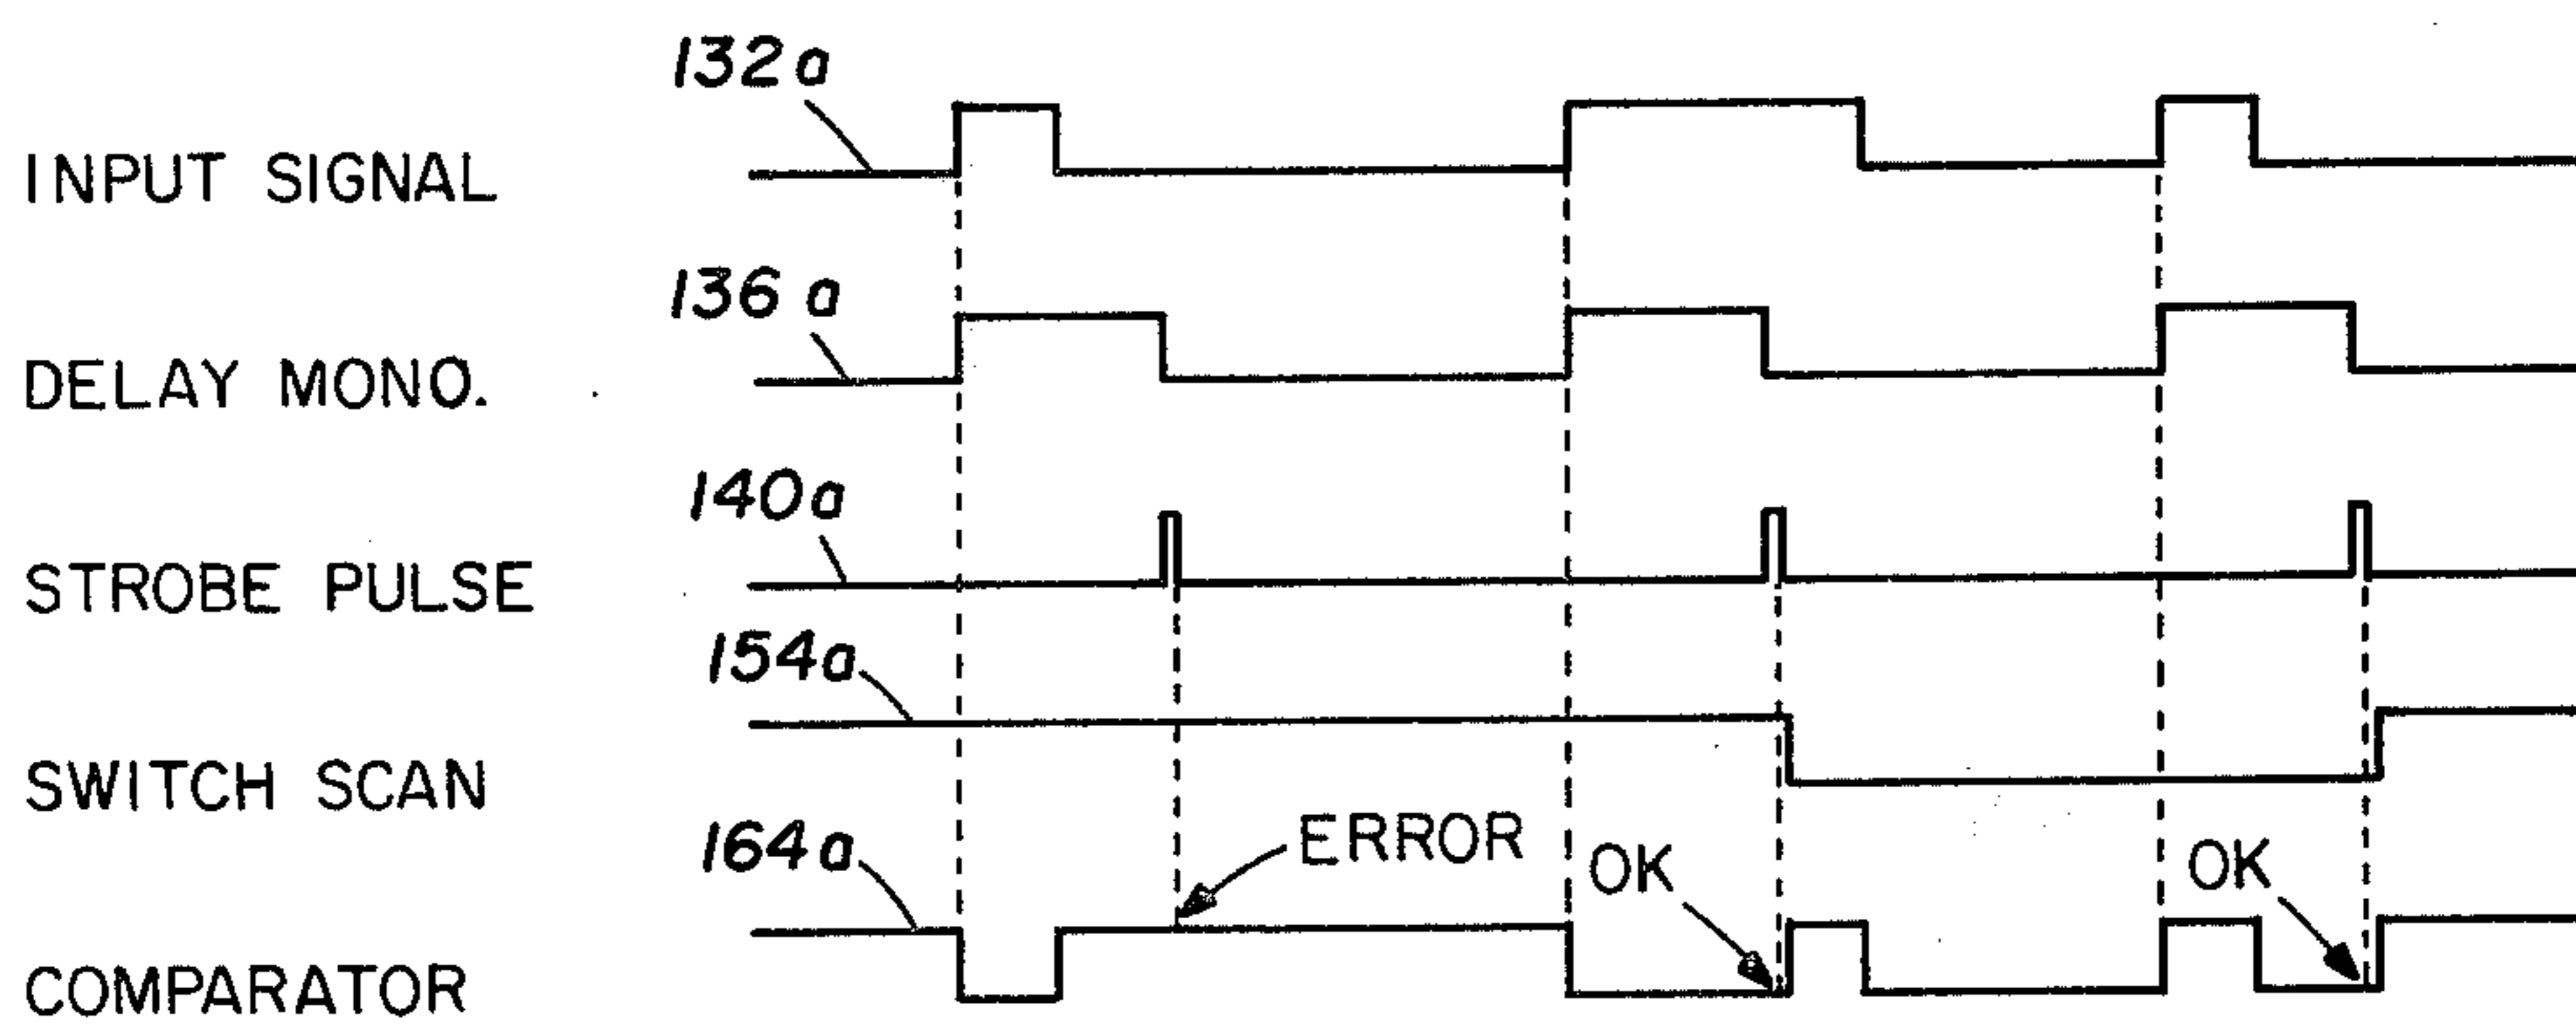 132a
INPUT SIGNAL
136 a
DELAY MONO.
140a
STROBE PULSE
154a
SWITCH SCAN
164a
ERROR
OK
OK
COMPARATOR